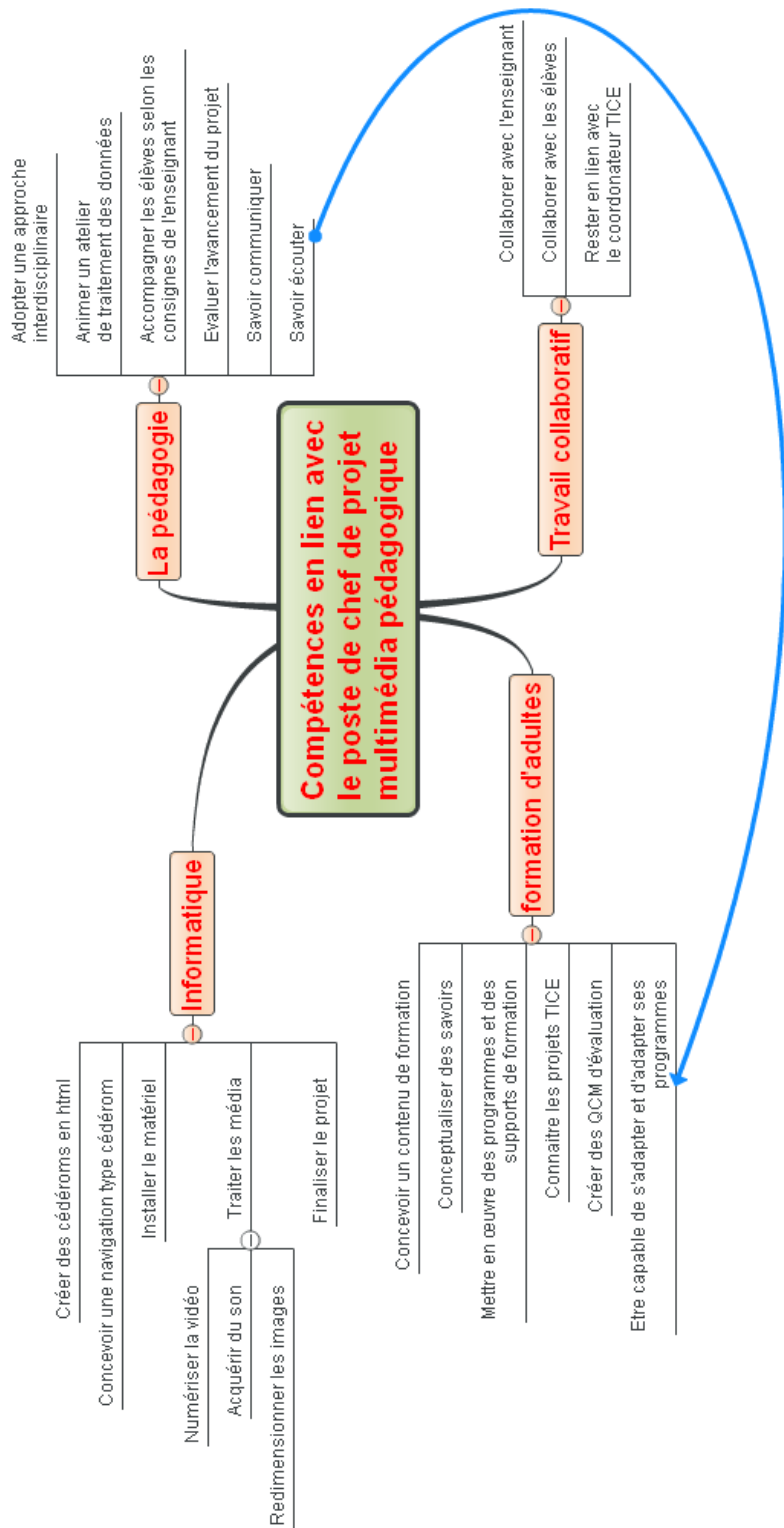 Compétences en lien avec
le poste de chef de projet
multimédia pédagogique
La pédagogie
Adopter une approche
interdisciplinaire
Animer un atelier
de traitement des données
Accompagner les élèves selon les
consignes de l'enseignant
Evaluer l'avancement du projet
Savoir communiquer
Savoir écouter
Travail collaboratif
Collaborer avec l'enseignant
Collaborer avec les élèves
Rester en lien avec
le coordonateur TICE
Informatique
Créer des cédéroms en html
Concevoir une navigation type cédérom
Installer le matériel
Traiter les média
Numériser la vidéo
Acquérir du son
Redimensionner les images
Finaliser le projet
formation d'adultes
Concevoir un contenu de formation
Conceptualiser des savoirs
Mettre en œuvre des programmes et des
supports de formation
Connaitre les projets TICE
Créer des QCM d'évaluation
Etre capable de s'adapter et d'adapter ses
programmes